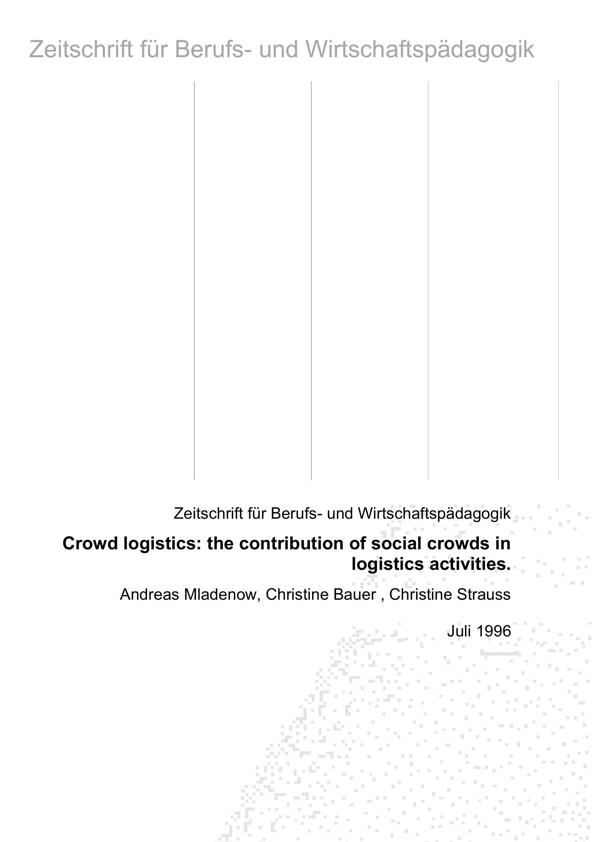 Zeitschrift für Berufs- und Wirtschaftspädagogik
Zeitschrift für Berufs- und Wirtschaftspädagogik
Crowd logistics: the contribution of social crowds in
logistics activities.
Andreas Mladenow, Christine Bauer , Christine Strauss
Juli 1996